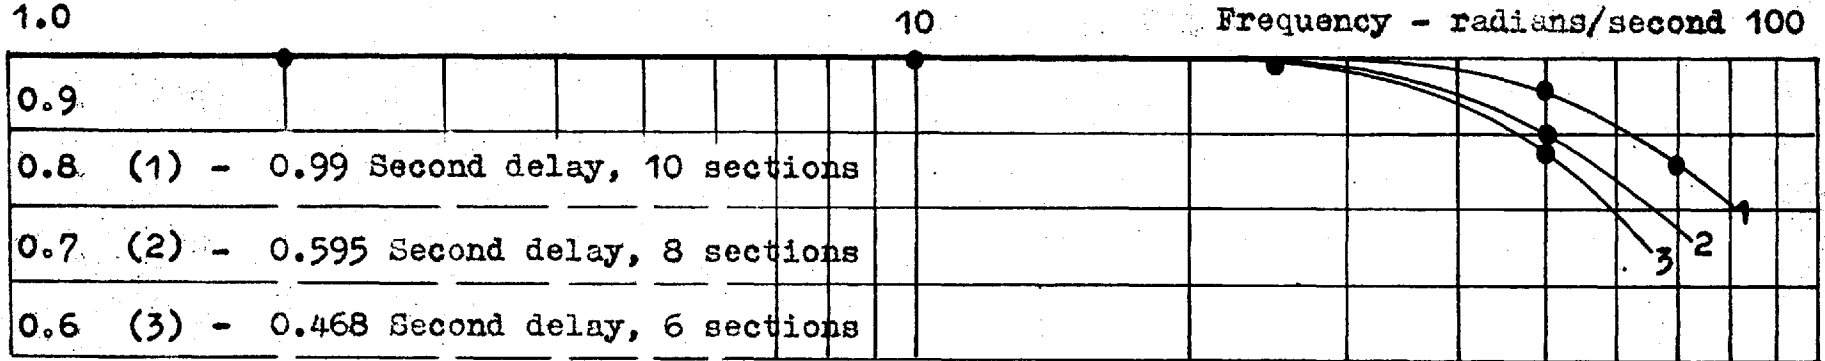 1.0 10 Frequency - radians/second 100
0.9
0.8 (1) - 0.99 Second delay, 10 sections
0.7 (2) - 0.595 Second delay, 8 sections
0.6 (3) - 0.468 Second delay, 6 sections
1
2
3